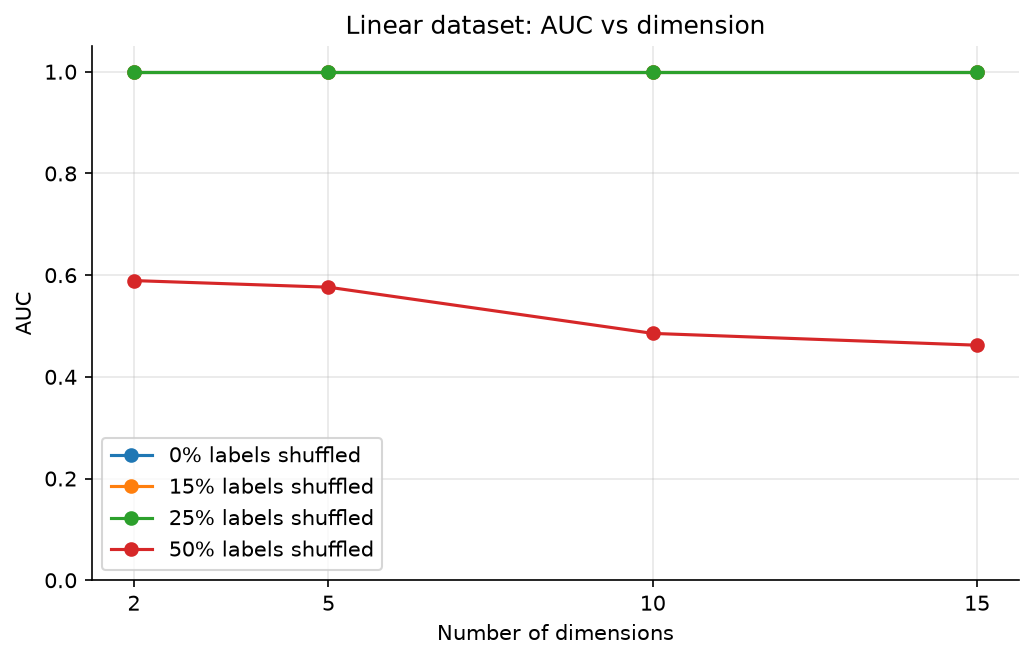 Linear dataset: AUC vs dimension
1.0
0.8
0.6
0.4
0.2
0.0
AUC
0% labels shuffled
15% labels shuffled
25% labels shuffled
50% labels shuffled
2 5 10 15
Number of dimensions